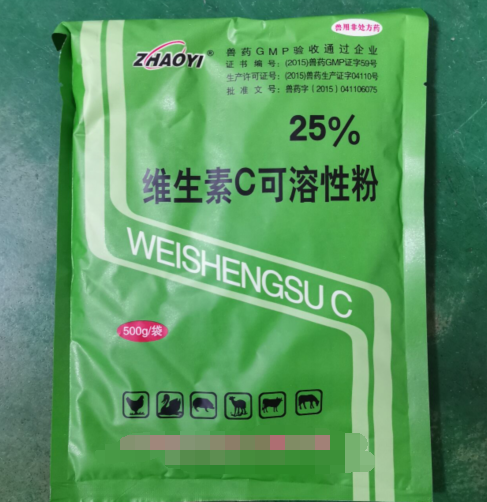 ZHAOYI®
兽用非处方药
兽药GMP验收通过企业
证书编号：(2015)兽药GMP证字59号
生产许可证号：(2015)兽药生产证字04110号
批准文号：兽药字〔2015〕041106075
25%
维生素C可溶性粉
WEISHENGSU C
500g/袋